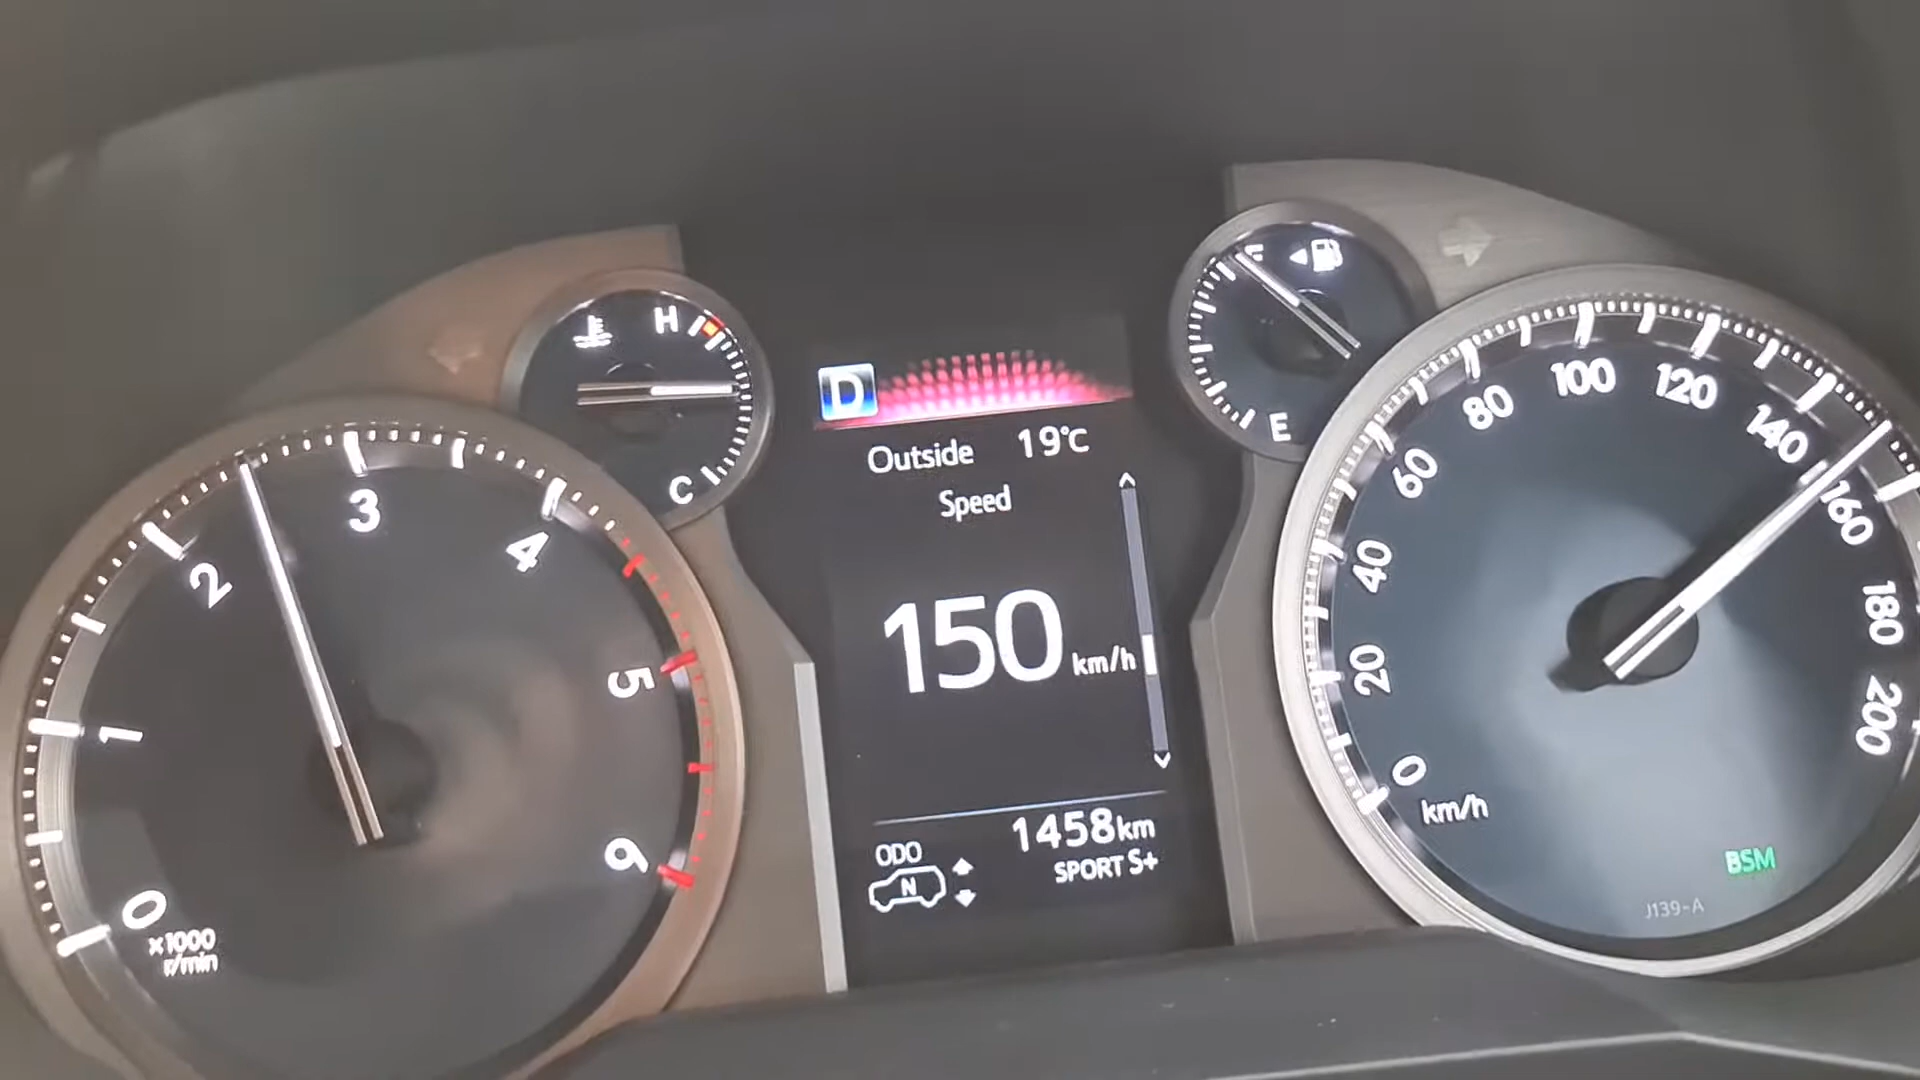 H
C
F
E
D
Outside 19°C
Speed
150 km/h
ODO 1458km
N
SPORT S+
0
1
2
3
4
5
6
x1000
r/min
0
20
40
60
80
100
120
140
160
180
200
km/h
BSM
J139-A